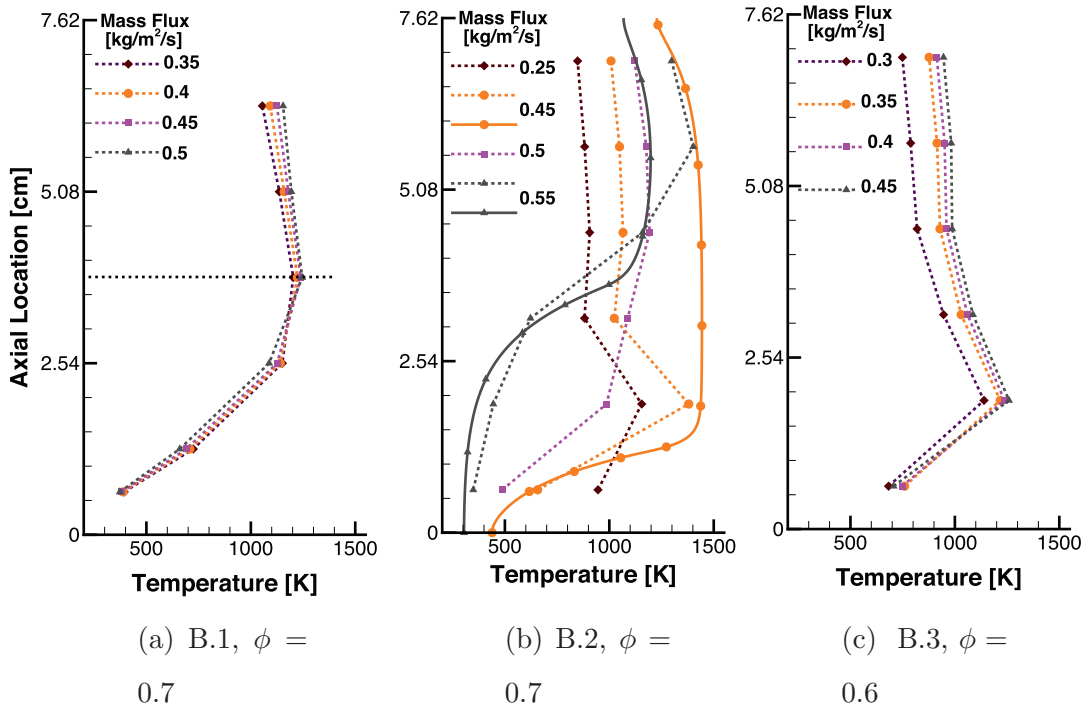 Mass Flux
[kg/m²/s]
0.35
0.4
0.45
0.5
7.62
5.08
2.54
0
Axial Location [cm]
500
1000
1500
Temperature [K]
(a) B.1, ϕ =
0.7
Mass Flux
[kg/m²/s]
0.25
0.45
0.5
0.55
7.62
5.08
2.54
0
500
1000
1500
Temperature [K]
(b) B.2, ϕ =
0.7
Mass Flux
[kg/m²/s]
0.3
0.35
0.4
0.45
7.62
5.08
2.54
0
500
1000
1500
Temperature [K]
(c) B.3, ϕ =
0.6